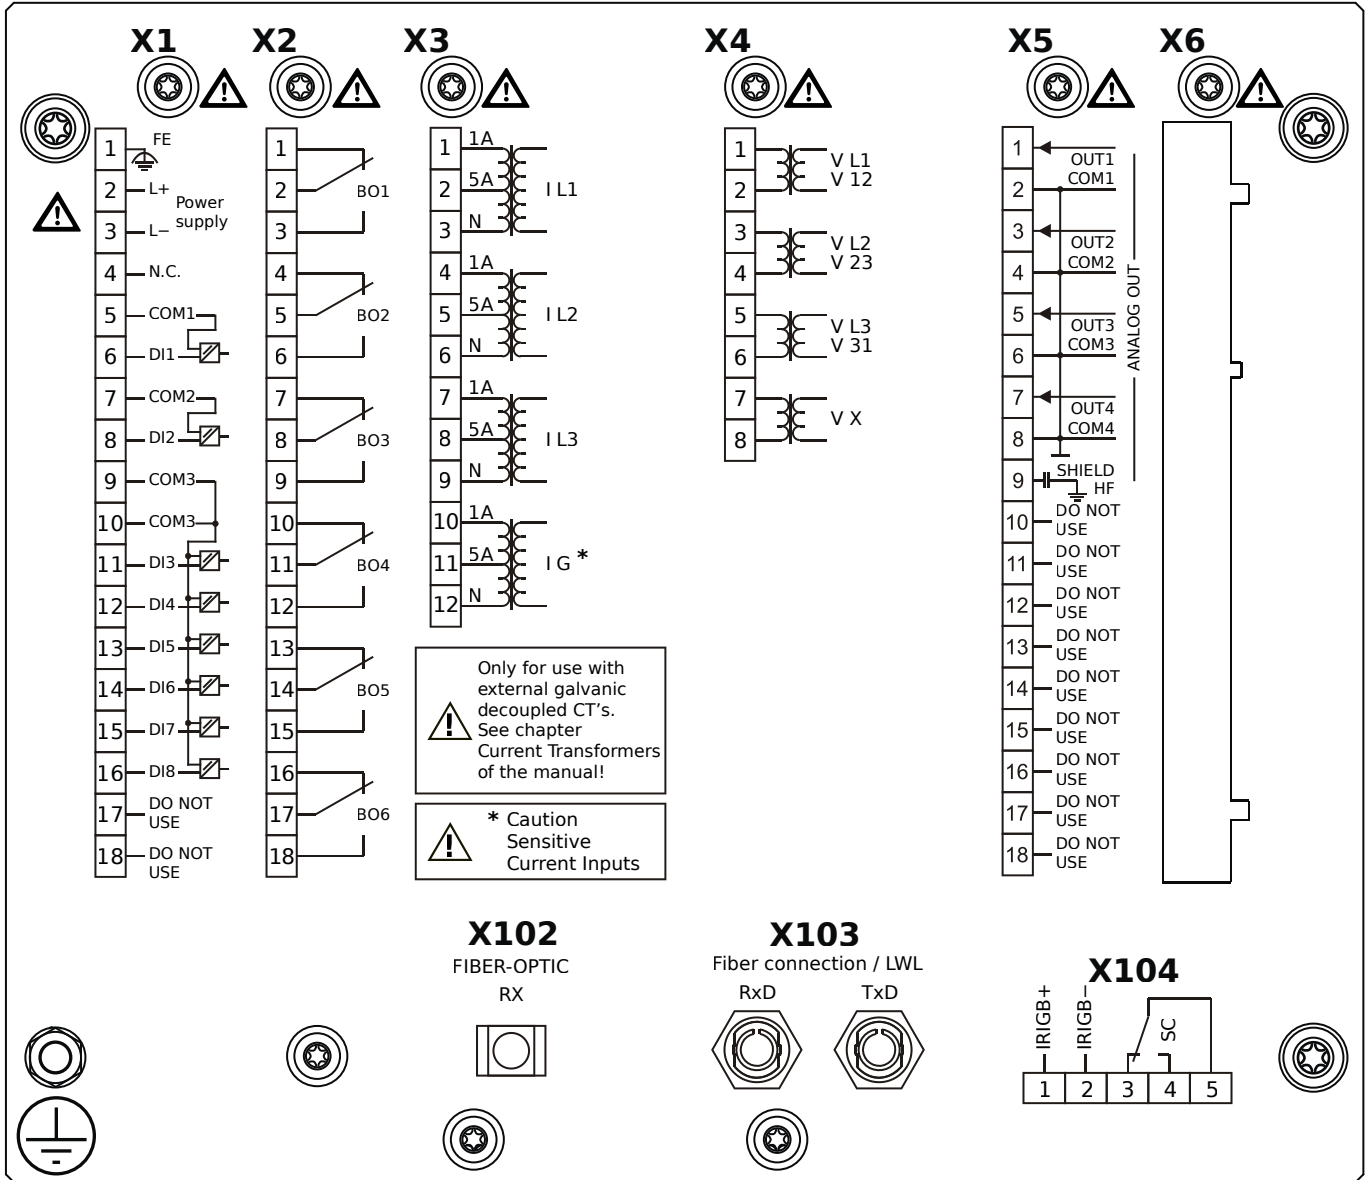 X1
1
FE
2
L+
Power
supply
3
L−
4
N.C.
5
COM1
6
DI1
7
COM2
8
DI2
9
COM3
10
COM3
11
DI3
12
DI4
13
DI5
14
DI6
15
DI7
16
DI8
17
DO NOT
USE
18
DO NOT
USE
X2
1
2
BO1
3
4
5
BO2
6
7
8
BO3
9
10
11
BO4
12
13
14
BO5
15
16
17
BO6
18
X3
1
1A
2
5A
I L1
3
N
4
1A
5
5A
I L2
6
N
7
1A
8
5A
I L3
9
N
10
1A
11
5A
I G *
12
N
Only for use with
external galvanic
decoupled CT's.
See chapter
Current Transformers
of the manual!
* Caution
Sensitive
Current Inputs
X4
1
V L1
2
V 12
3
V L2
4
V 23
5
V L3
6
V 31
7
V X
8
X5
1
OUT1
2
COM1
3
OUT2
4
COM2
5
OUT3
6
COM3
7
OUT4
8
COM4
ANALOG OUT
9
SHIELD
HF
10
DO NOT
USE
11
DO NOT
USE
12
DO NOT
USE
13
DO NOT
USE
14
DO NOT
USE
15
DO NOT
USE
16
DO NOT
USE
17
DO NOT
USE
18
DO NOT
USE
X6
X102
FIBER-OPTIC
RX
X103
Fiber connection / LWL
RxD TxD
X104
IRIGB+
IRIGB−
SC
1 2 3 4 5